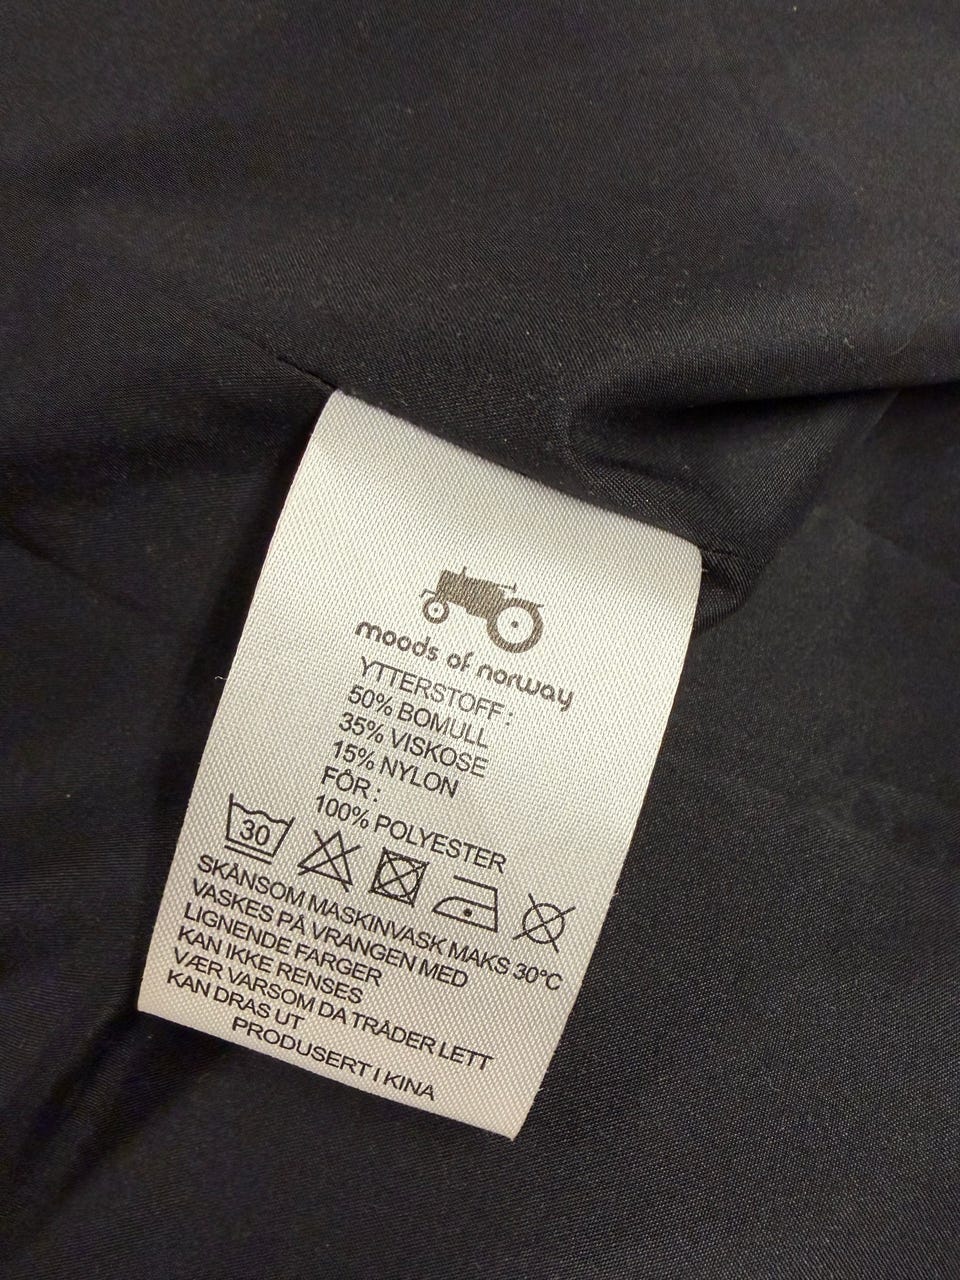 moods of norway
YTTERSTOFF:
50% BOMULL
35% VISKOSE
15% NYLON
FÔR:
100% POLYESTER
30
SKÅNSOM MASKINVASK MAKS 30°C
VASKES PÅ VRANGEN MED
LIGNENDE FARGER
KAN IKKE RENSES
VÆR VARSOM DA TRÅDER LETT
KAN DRAS UT
PRODUSERT I KINA